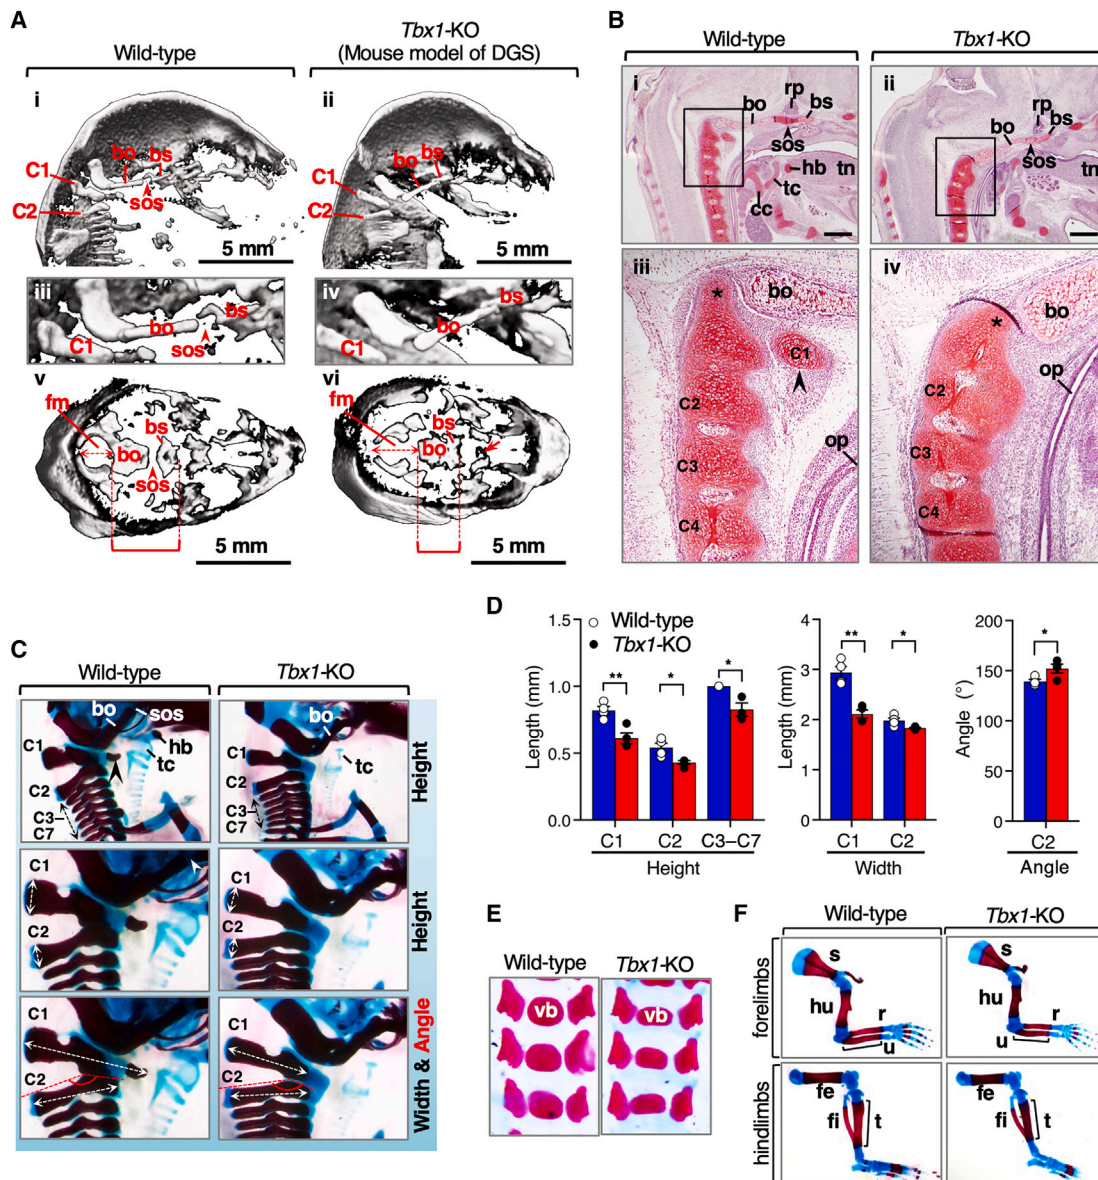 A
Wild-type
Tbx1-KO
(Mouse model of DGS)
i
bo
bs
C1
C2
sos
5 mm
ii
bs
bo
C1
C2
5 mm
iii
bs
bo
C1
sos
iv
bs
bo
C1
v
fm
bs
bo
sos
5 mm
vi
fm
bs
bo
5 mm
B
Wild-type
Tbx1-KO
i
rp
bo
bs
sos
hb
tn
tc
cc
ii
rp
bo
bs
sos
tn
iii
*
bo
C1
C2
op
C3
C4
iv
bo
*
op
C2
C3
C4
C
Wild-type
Tbx1-KO
bo
sos
C1
hb
C2
tc
C3
C7
bo
C1
C2
tc
C3
C7
Height
C1
C2
C1
C2
Height
C1
C2
C1
C2
Width & Angle
D
Wild-type
Tbx1-KO
Length (mm)
1.5
1.0
0.5
0.0
**
*
*
C1 C2 C3–C7
Height
Length (mm)
4
3
2
1
0
**
*
C1 C2
Width
Angle (°)
200
150
100
50
0
*
C2
Angle
E
Wild-type
Tbx1-KO
vb
vb
F
Wild-type
Tbx1-KO
forelimbs
s
hu
r
u
s
hu
r
u
hindlimbs
fe
fi
t
fe
fi
t